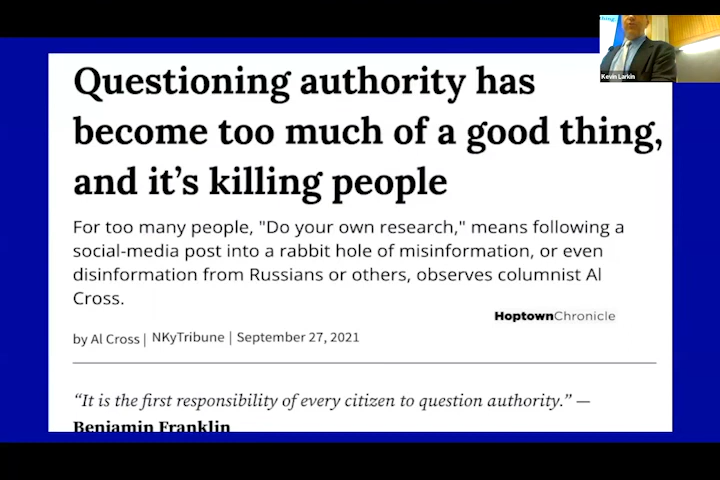 Kevin Larkin
Questioning authority has
become too much of a good thing,
and it's killing people
For too many people, "Do your own research," means following a
social-media post into a rabbit hole of misinformation, or even
disinformation from Russians or others, observes columnist Al
Cross.
HoptownChronicle
by Al Cross | NKyTribune | September 27, 2021
“It is the first responsibility of every citizen to question authority.” —
Benjamin Franklin